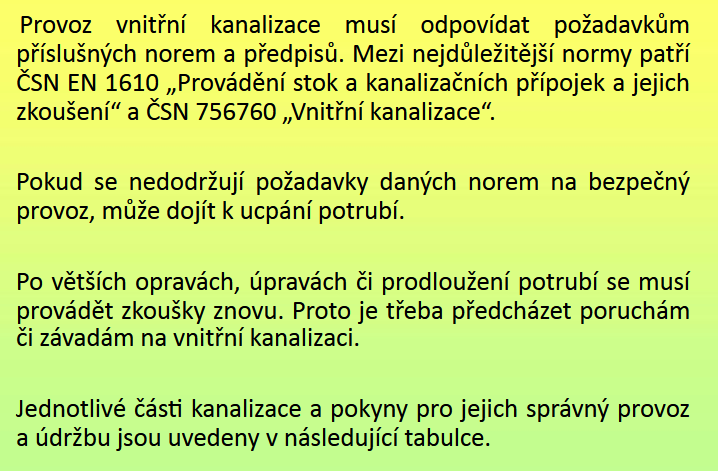 Provoz vnitřní kanalizace musí odpovídat požadavkům
příslušných norem a předpisů. Mezi nejdůležitější normy patří
ČSN EN 1610 „Provádění stok a kanalizačních přípojek a jejich
zkoušení“ a ČSN 756760 „Vnitřní kanalizace“.
Pokud se nedodržují požadavky daných norem na bezpečný
provoz, může dojít k ucpání potrubí.
Po větších opravách, úpravách či prodloužení potrubí se musí
provádět zkoušky znovu. Proto je třeba předcházet poruchám
či závadám na vnitřní kanalizaci.
Jednotlivé části kanalizace a pokyny pro jejich správný provoz
a údržbu jsou uvedeny v následující tabulce.